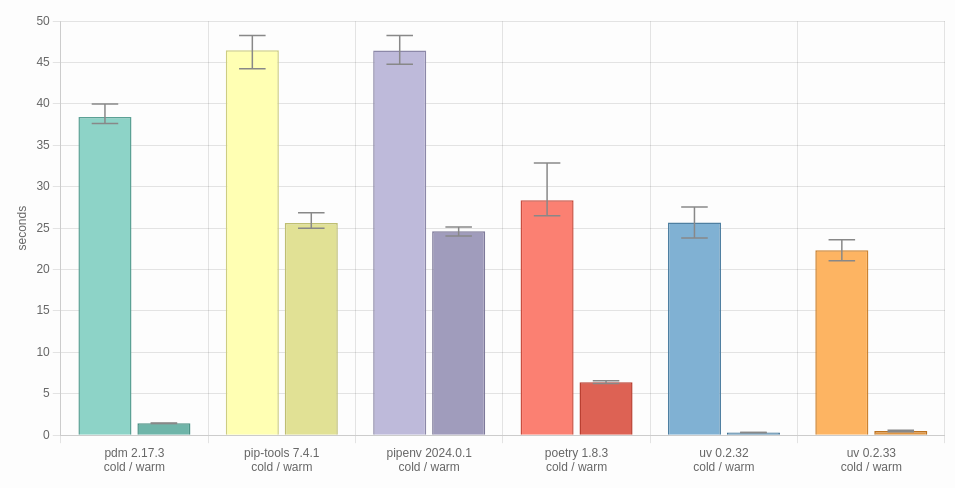 50
45
40
35
30
25
20
15
10
5
0
seconds
pdm 2.17.3
cold / warm
pip-tools 7.4.1
cold / warm
pipenv 2024.0.1
cold / warm
poetry 1.8.3
cold / warm
uv 0.2.32
cold / warm
uv 0.2.33
cold / warm